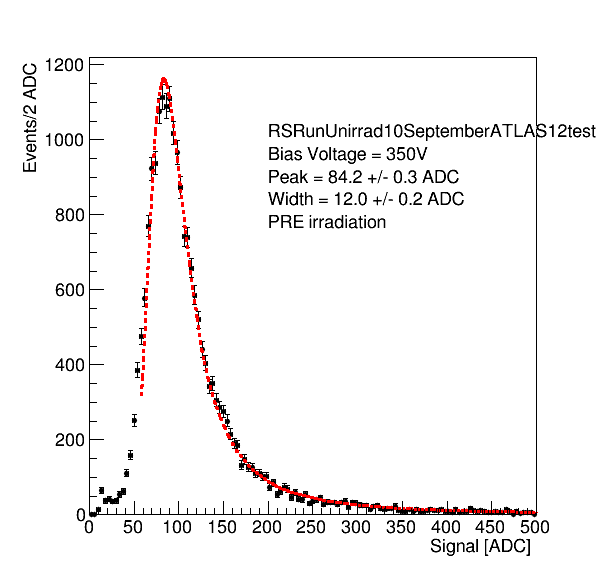 Events/2 ADC
1200
1000
800
600
400
200
0
RSRunUnirrad10SeptemberATLAS12test
Bias Voltage = 350V
Peak = 84.2 +/- 0.3 ADC
Width = 12.0 +/- 0.2 ADC
PRE irradiation
0 50 100 150 200 250 300 350 400 450 500
Signal [ADC]